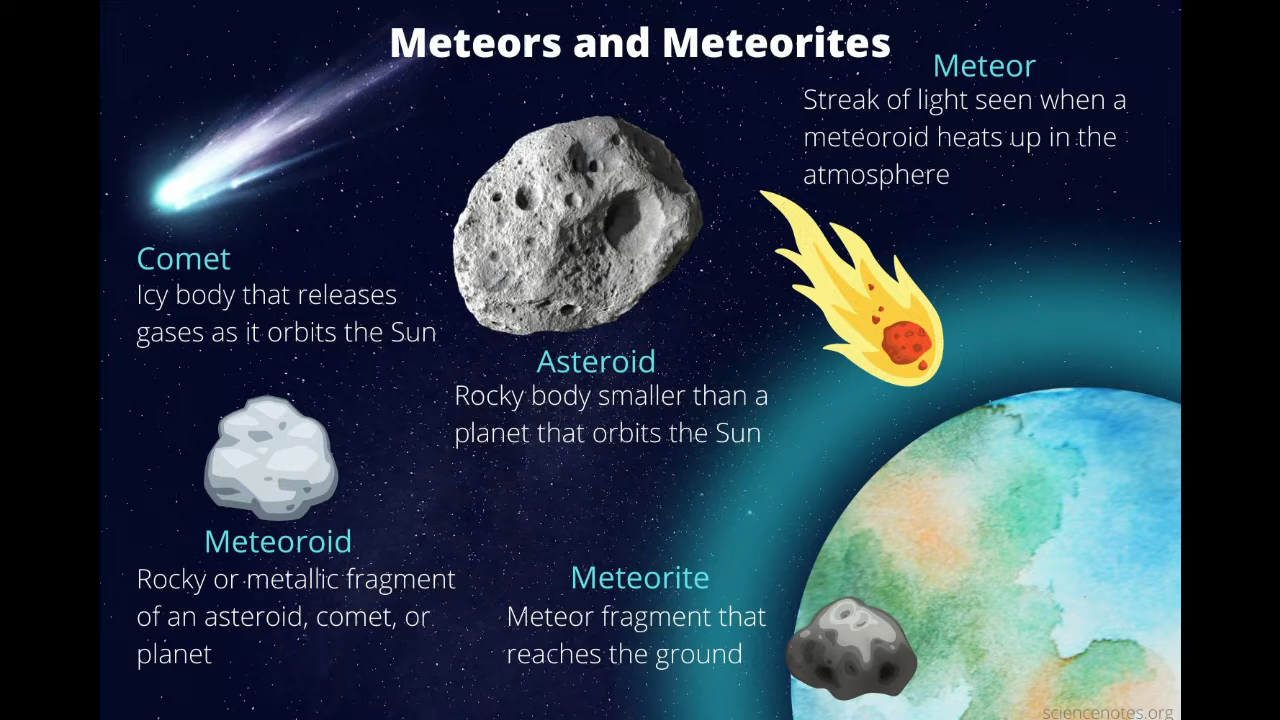 Meteors and Meteorites
Meteor
Streak of light seen when a
meteoroid heats up in the
atmosphere
Comet
Icy body that releases
gases as it orbits the Sun
Asteroid
Rocky body smaller than a
planet that orbits the Sun
Meteoroid
Rocky or metallic fragment
of an asteroid, comet, or
planet
Meteorite
Meteor fragment that
reaches the ground
sciencenotes.org